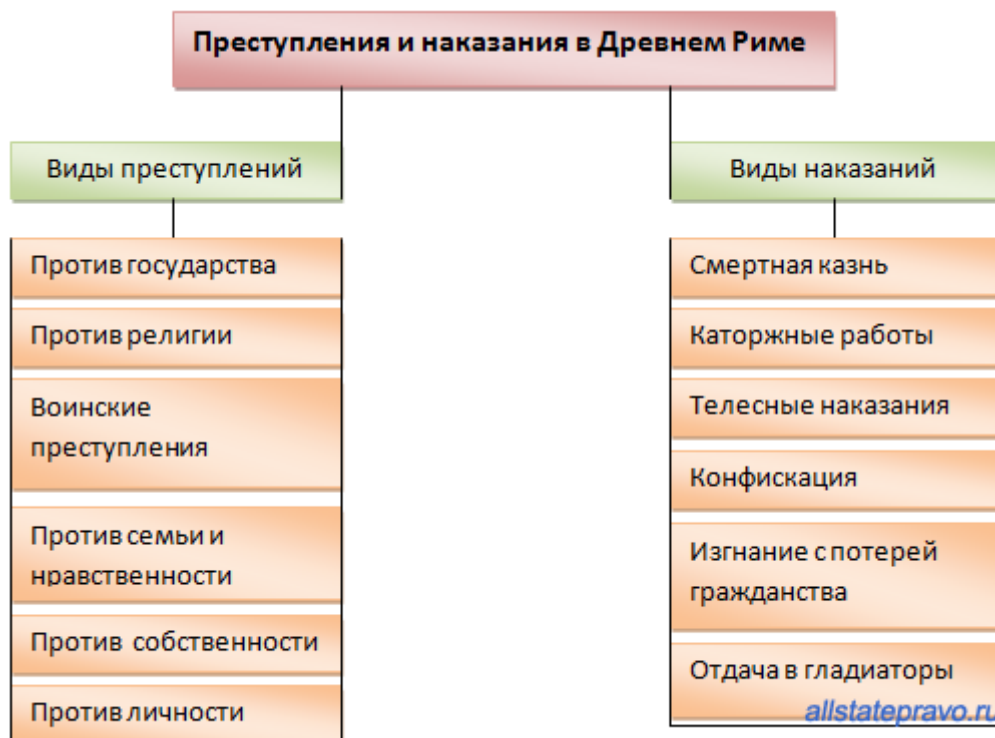 Преступления и наказания в Древнем Риме
Виды преступлений
Против государства
Против религии
Воинские
преступления
Против семьи и
нравственности
Против собственности
Против личности
Виды наказаний
Смертная казнь
Каторжные работы
Телесные наказания
Конфискация
Изгнание с потерей
гражданства
Отдача в гладиаторы
allstatepravo.ru